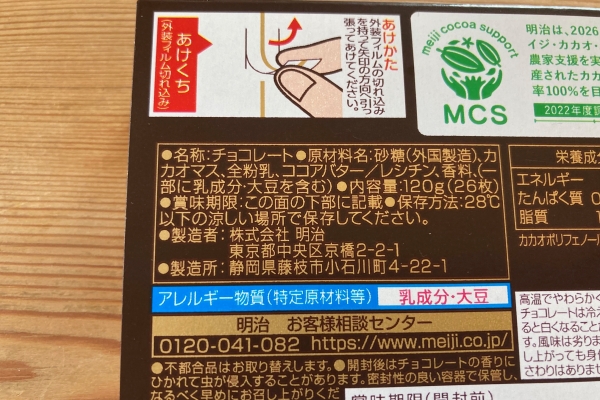 あけくち
(外装フィルム切れ込み)
あけかた
外装フィルムの切れ込み
を持って矢印の方向へ引っ
張ってあけてください。
meiji cocoa support
MCS
明治は、2026
イジ・カカオ・
農家支援を実
産されたカカ
率100%を目
2022年度調
●名称:チョコレート●原材料名:砂糖(外国製造)、カ
カオマス、全粉乳、ココアバター/レシチン、香料、(一
部に乳成分・大豆を含む)●内容量:120g(26枚)
●賞味期限:この面の下部に記載●保存方法:28℃
以下の涼しい場所で保存してください。
●製造者:株式会社 明治
東京都中央区京橋2-2-1
●製造所:静岡県藤枝市小石川町4-22-1
栄養成分
エネルギー
たんぱく質 0
脂質 1
カカオポリフェノー
アレルギー物質(特定原材料等) 乳成分・大豆
明治 お客様相談センター
0120-041-082 https://www.meiji.co.jp/
●不都合品はお取り替えします。●開封後はチョコレートの香りに
ひかれて虫が侵入することがあります。密封性の良い容器で保管し、
なるべく早めにお召し上がりくだ
高温でやわらかく
チョコレートは冷え
ると白くなることた
す。風味は劣りま
し上がっても身
さわりはありませ
賞味期限(開封前)